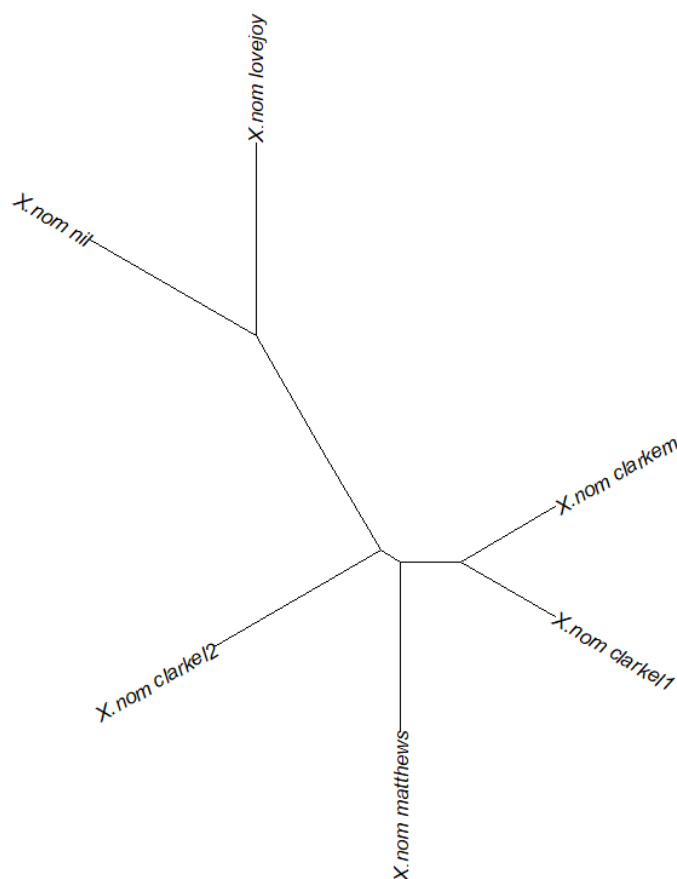 X.nom lovejoy
X.nom nil
X.nom clarkem
X.nom clarkel1
X.nom clarkel2
X.nom matthews